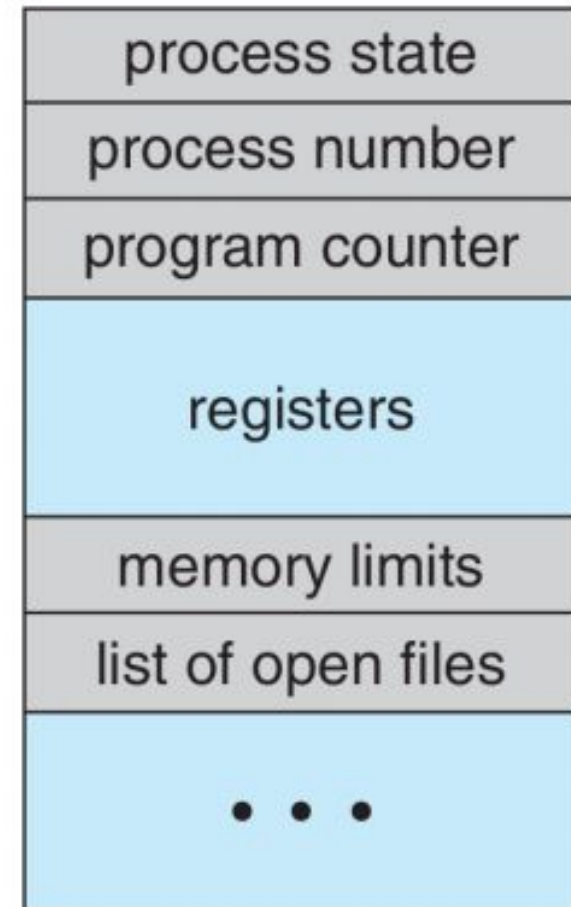 process state
process number
program counter
registers
memory limits
list of open files
• • •